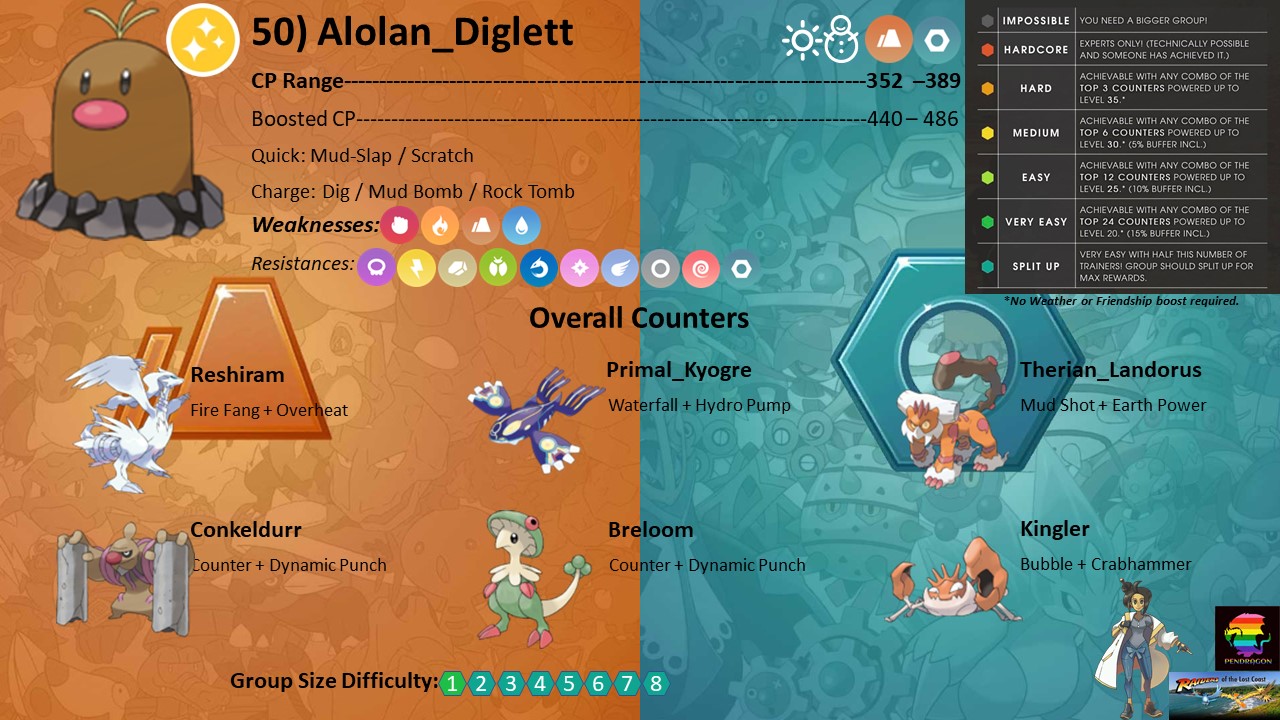 50) Alolan_Diglett
CP Range------------------------------------------------------------------------352 –389
Boosted CP-----------------------------------------------------------------------440 – 486
Quick: Mud-Slap / Scratch
Charge: Dig / Mud Bomb / Rock Tomb
Weaknesses:
Resistances:
IMPOSSIBLE YOU NEED A BIGGER GROUP!
HARDCORE EXPERTS ONLY! (TECHNICALLY POSSIBLE
AND SOMEONE HAS ACHIEVED IT.)
HARD ACHIEVABLE WITH ANY COMBO OF THE
TOP 3 COUNTERS POWERED UP TO
LEVEL 35.*
MEDIUM ACHIEVABLE WITH ANY COMBO OF THE
TOP 6 COUNTERS POWERED UP TO
LEVEL 30.* (5% BUFFER INCL.)
EASY ACHIEVABLE WITH ANY COMBO OF THE
TOP 12 COUNTERS POWERED UP TO
LEVEL 25.* (10% BUFFER INCL.)
VERY EASY ACHIEVABLE WITH ANY COMBO OF THE
TOP 24 COUNTERS POWERED UP TO
LEVEL 20.* (15% BUFFER INCL.)
SPLIT UP VERY EASY WITH HALF THIS NUMBER OF
TRAINERS! GROUP SHOULD SPLIT UP FOR
MAX REWARDS.
*No Weather or Friendship boost required.
Overall Counters
Reshiram
Fire Fang + Overheat
Primal_Kyogre
Waterfall + Hydro Pump
Therian_Landorus
Mud Shot + Earth Power
Conkeldurr
Counter + Dynamic Punch
Breloom
Counter + Dynamic Punch
Kingler
Bubble + Crabhammer
Group Size Difficulty: 1 2 3 4 5 6 7 8
PENDRAGON
RAIDERS of the Lost Coast